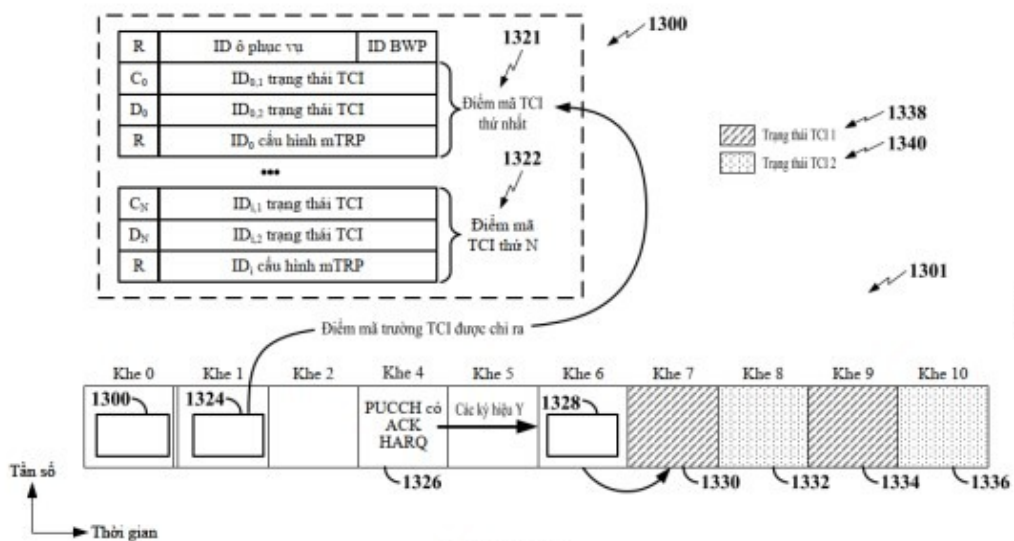 R ID ô phục vụ ID BWP
C0 ID0,1 trạng thái TCI
D0 ID0,2 trạng thái TCI
R ID0 cấu hình mTRP
1321
Điểm mã TCI
thứ nhất
1300
•••
1322
CN IDi,1 trạng thái TCI
DN IDi,2 trạng thái TCI
R IDi cấu hình mTRP
Điểm mã
TCI thứ N
1338
Trạng thái TCI 1
1340
Trạng thái TCI 2
1301
Điểm mã trường TCI được chỉ ra
Khe 0 Khe 1 Khe 2 Khe 4 Khe 5 Khe 6 Khe 7 Khe 8 Khe 9 Khe 10
1300
1324
PUCCH có
ACK
HARQ
Các ký hiệu Y
1328
1326
1330
1332
1334
1336
Tần số
Thời gian